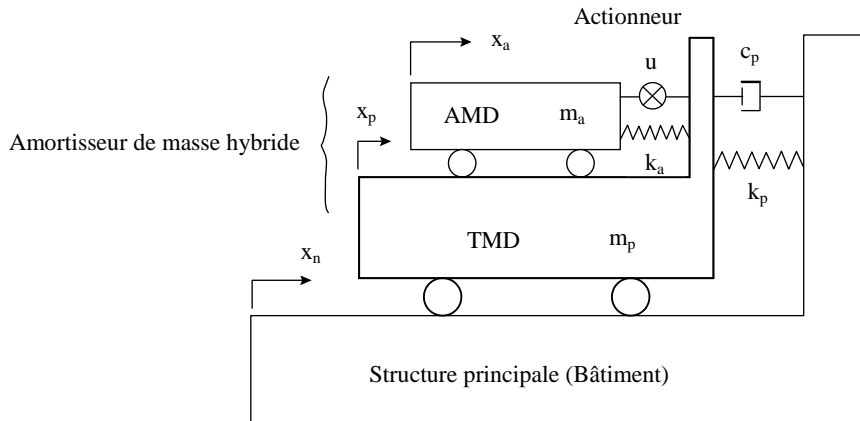 Actionneur
x_a
u
c_p
AMD
m_a
x_p
Amortisseur de masse hybride
k_a
k_p
TMD
m_p
x_n
Structure principale (Bâtiment)